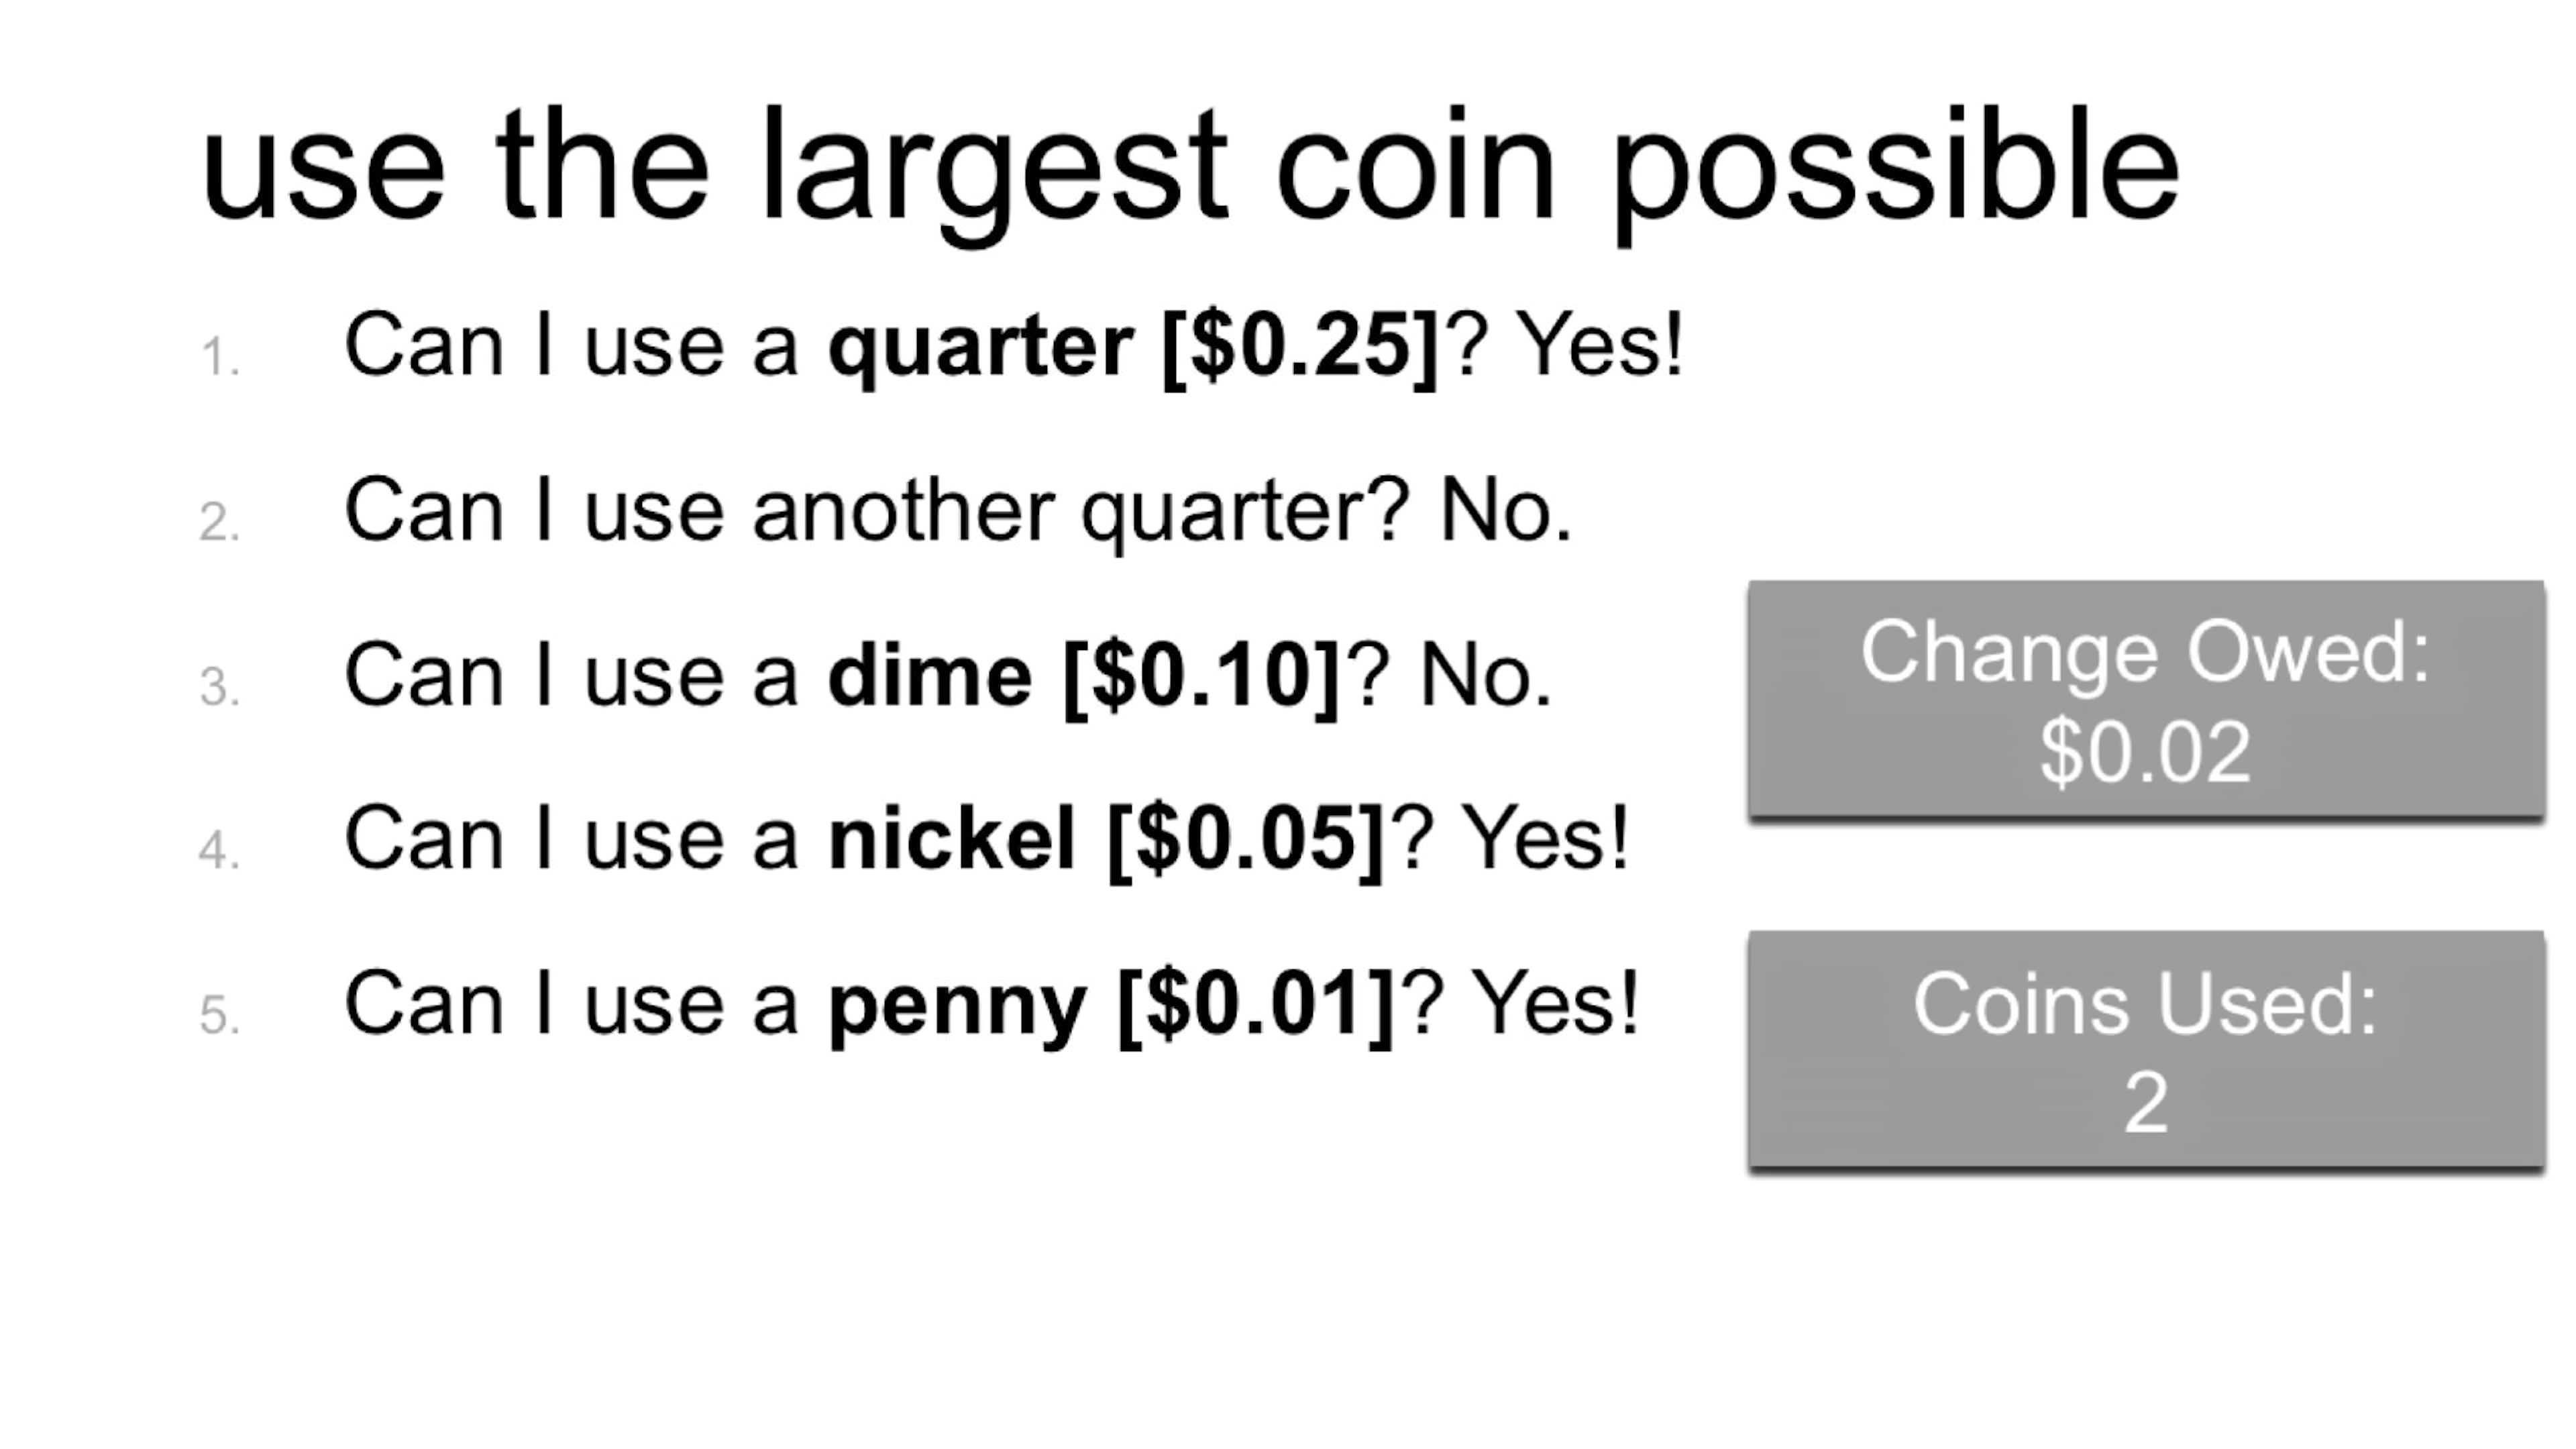 use the largest coin possible
1. Can I use a quarter [$0.25]? Yes!
2. Can I use another quarter? No.
3. Can I use a dime [$0.10]? No.
4. Can I use a nickel [$0.05]? Yes!
5. Can I use a penny [$0.01]? Yes!
Change Owed:
$0.02
Coins Used:
2